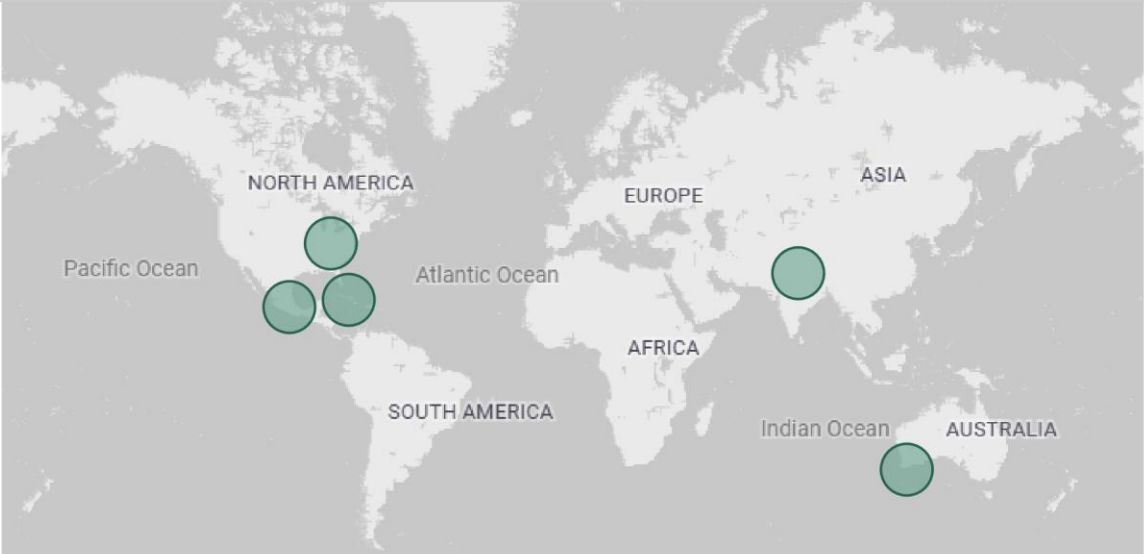 ASIA
NORTH AMERICA
EUROPE
Pacific Ocean
Atlantic Ocean
AFRICA
SOUTH AMERICA
Indian Ocean
AUSTRALIA